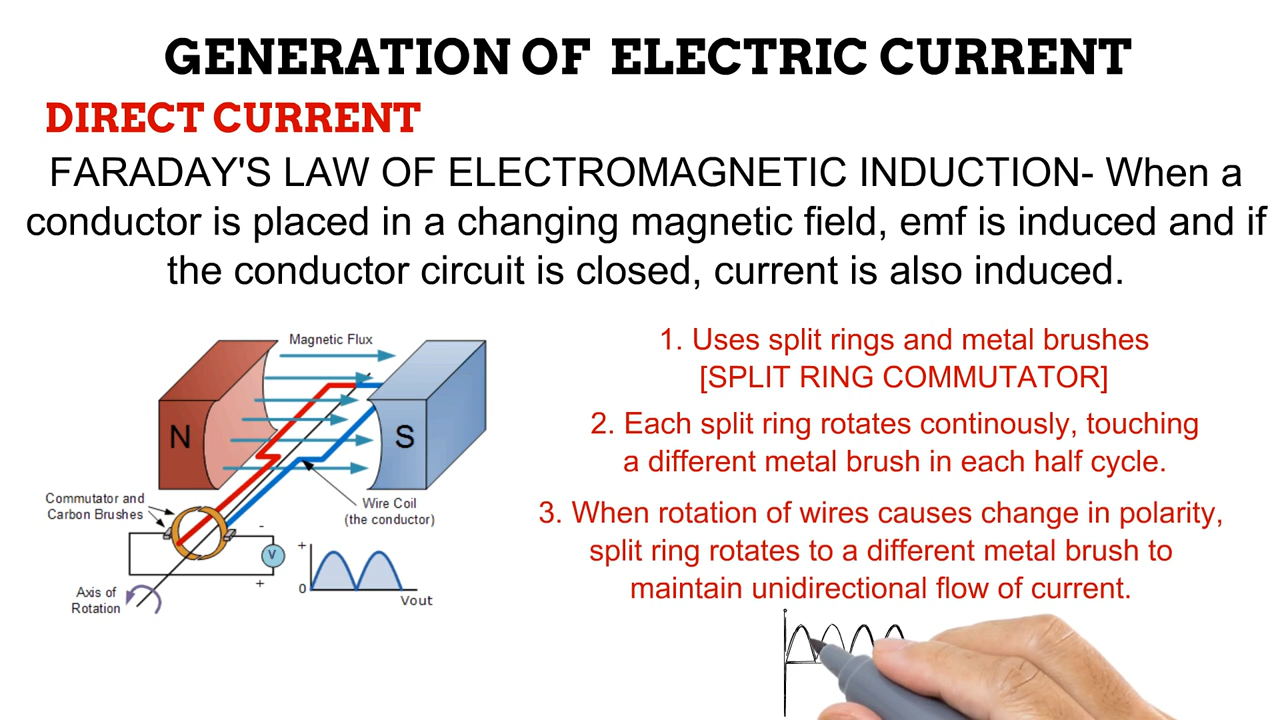 GENERATION OF ELECTRIC CURRENT
DIRECT CURRENT
FARADAY'S LAW OF ELECTROMAGNETIC INDUCTION- When a
conductor is placed in a changing magnetic field, emf is induced and if
the conductor circuit is closed, current is also induced.
Magnetic Flux
N
S
Commutator and
Carbon Brushes
Wire Coil
(the conductor)
-
V
+
+
0
Vout
Axis of
Rotation
1. Uses split rings and metal brushes
[SPLIT RING COMMUTATOR]
2. Each split ring rotates continously, touching
a different metal brush in each half cycle.
3. When rotation of wires causes change in polarity,
split ring rotates to a different metal brush to
maintain unidirectional flow of current.